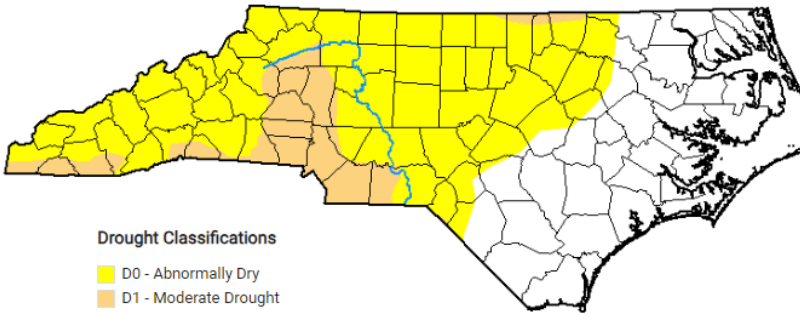 Drought Classifications
D0 - Abnormally Dry
D1 - Moderate Drought